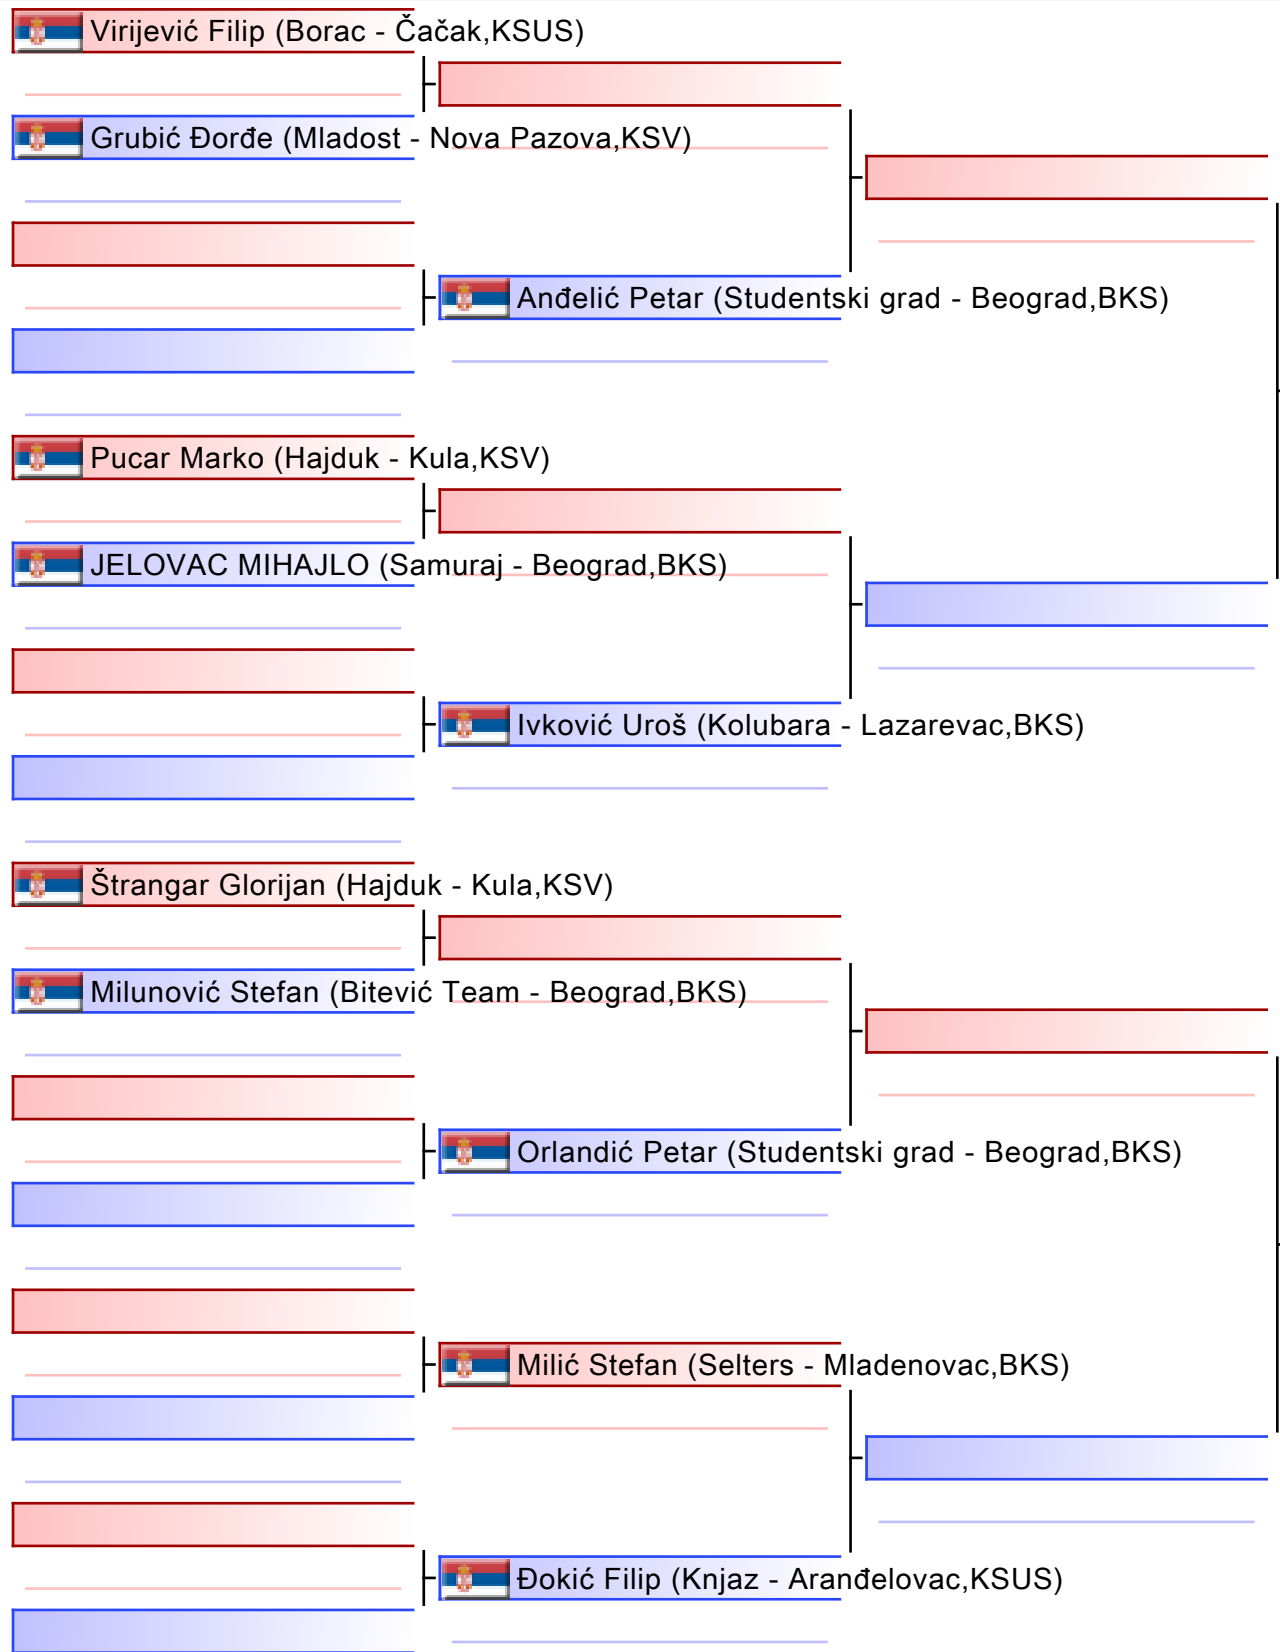 Virijević Filip (Borac - Čačak,KSUS)
Grubić Đorđe (Mladost - Nova Pazova,KSV)
Anđelić Petar (Studentski grad - Beograd,BKS)
Pucar Marko (Hajduk - Kula,KSV)
JELOVAC MIHAJLO (Samuraj - Beograd,BKS)
Ivković Uroš (Kolubara - Lazarevac,BKS)
Štrangar Glorijan (Hajduk - Kula,KSV)
Milunović Stefan (Bitević Team - Beograd,BKS)
Orlandić Petar (Studentski grad - Beograd,BKS)
Milić Stefan (Selters - Mladenovac,BKS)
Đokić Filip (Knjaz - Aranđelovac,KSUS)